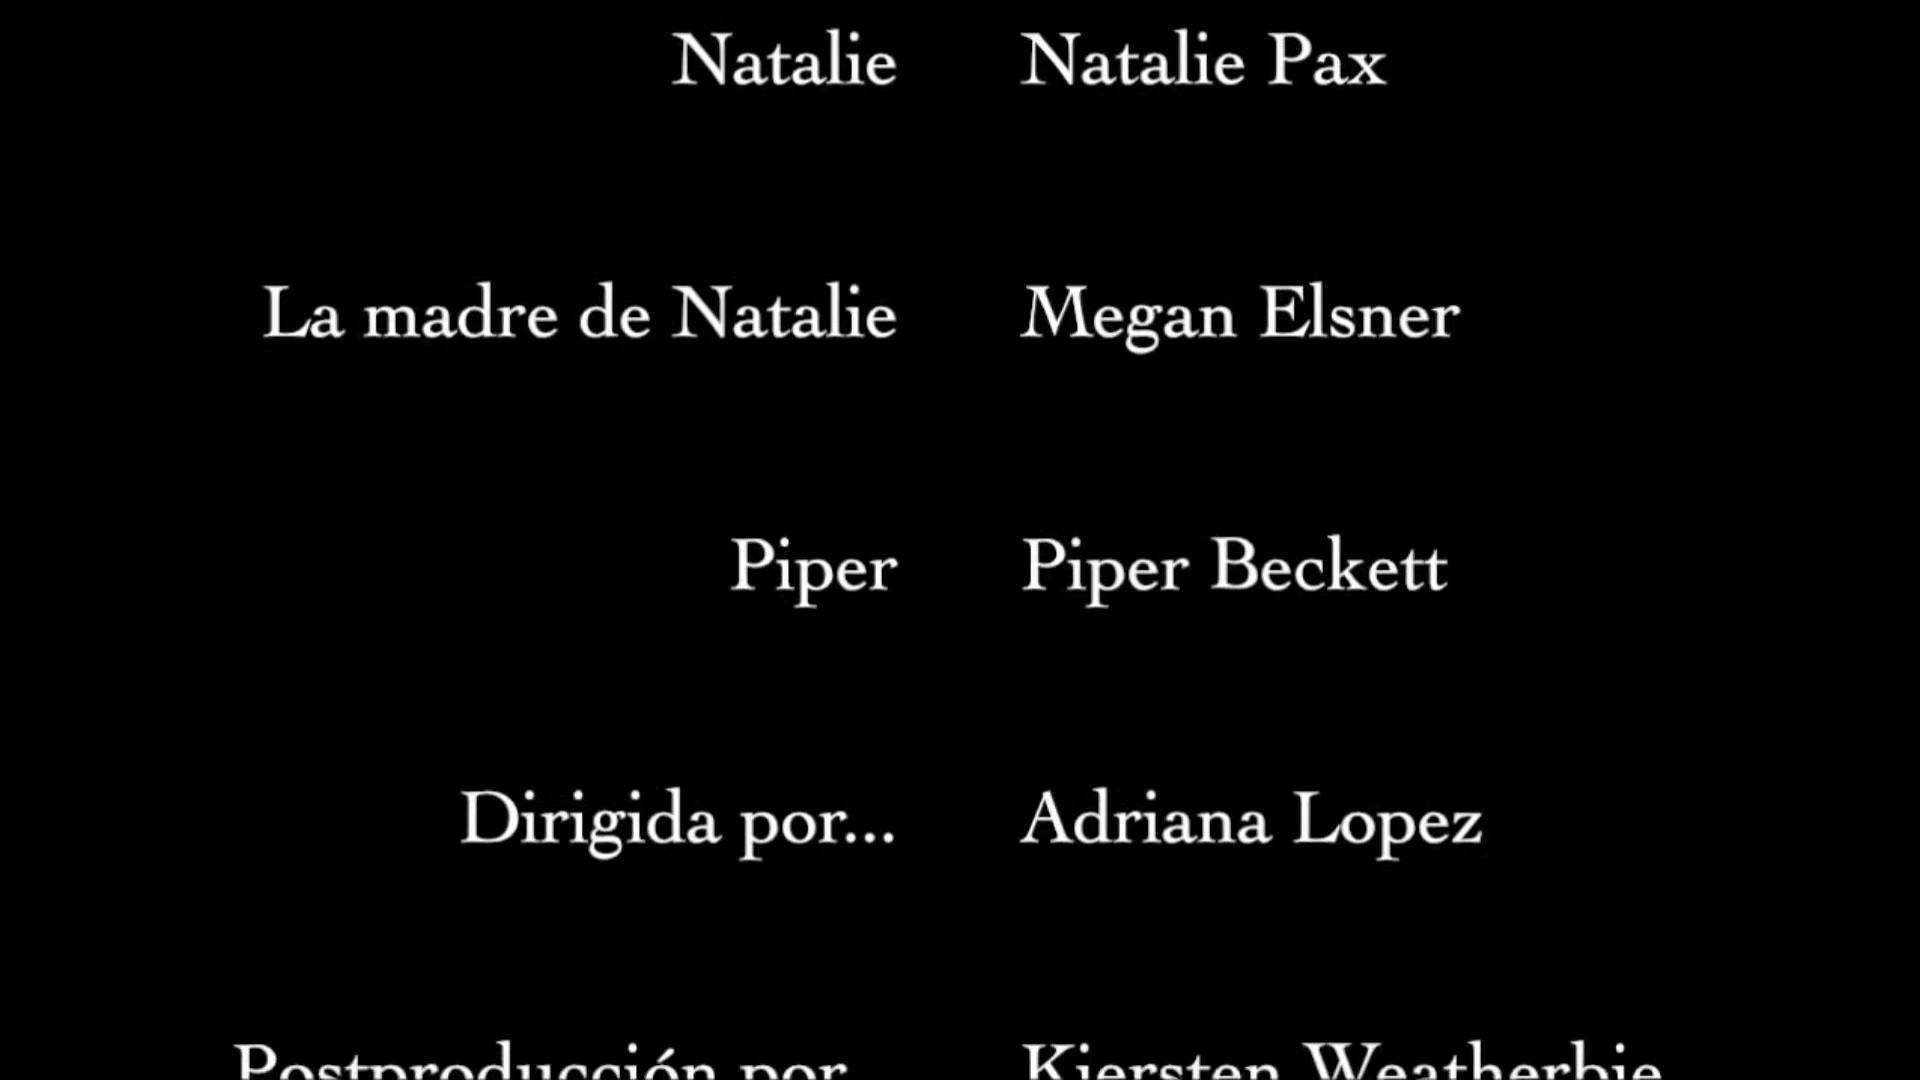 Natalie Natalie Pax
La madre de Natalie Megan Elsner
Piper Piper Beckett
Dirigida por... Adriana Lopez
Postproducción por Kiersten Weatherbie